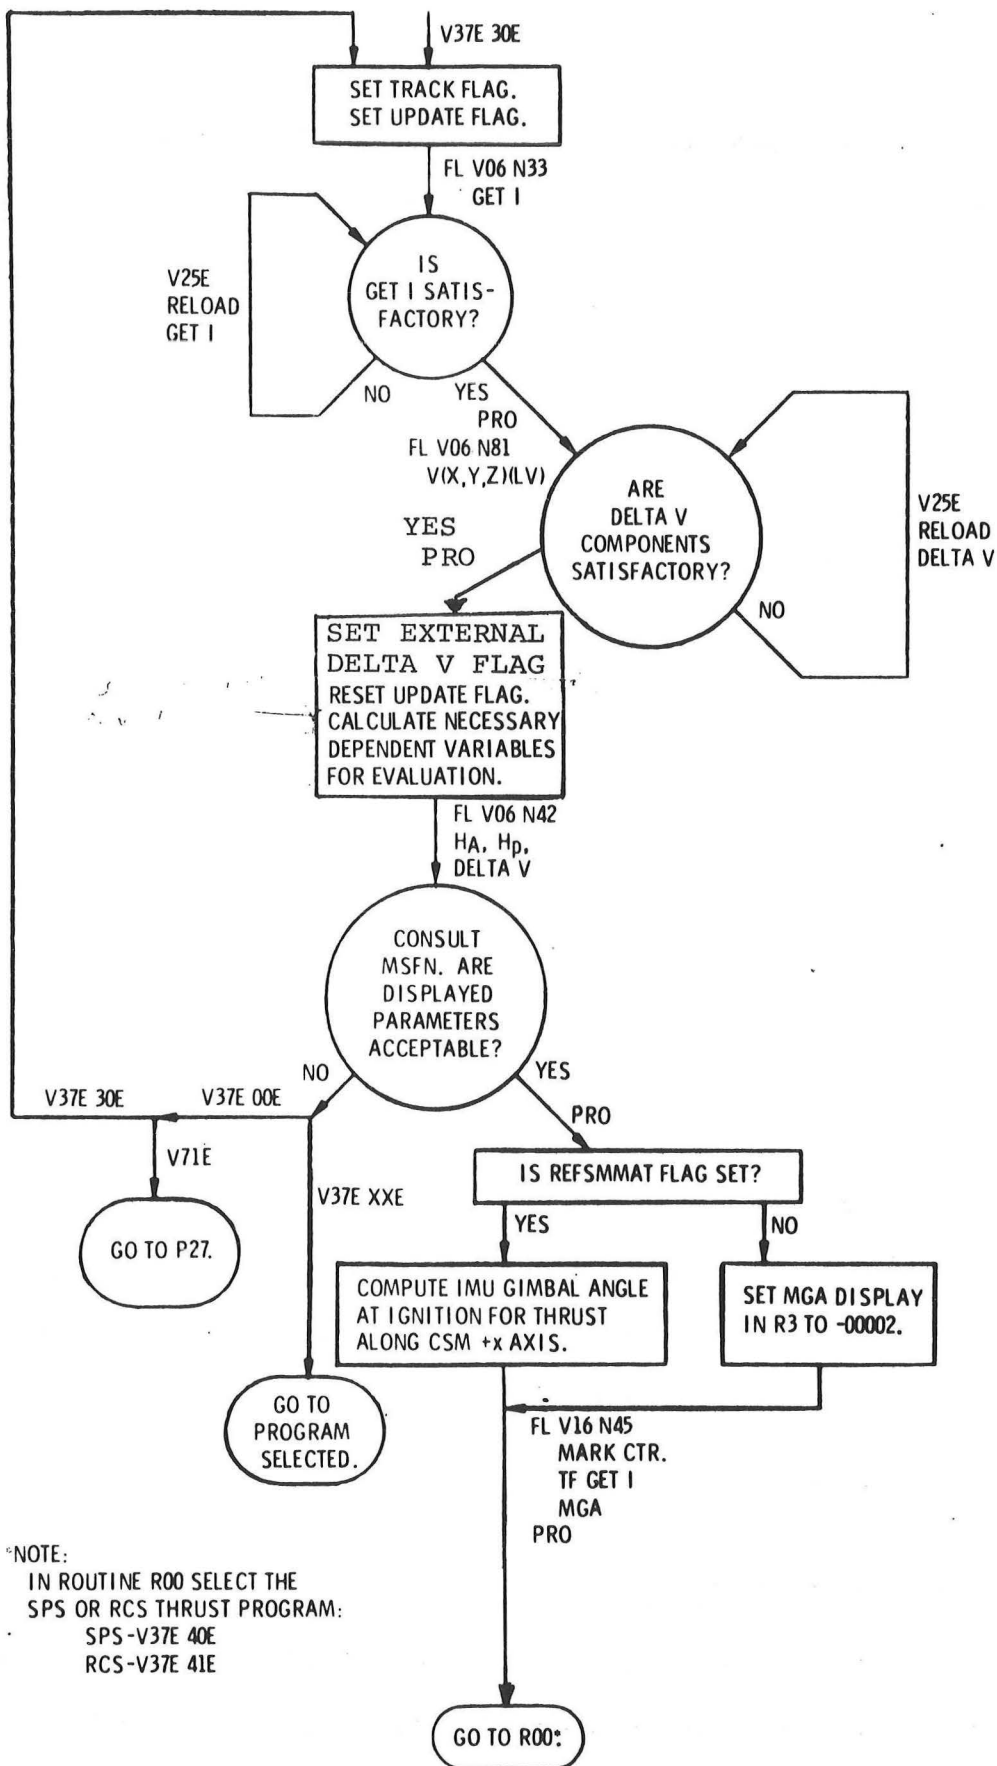 V37E 30E
SET TRACK FLAG.
SET UPDATE FLAG.
FL V06 N33
GET I
IS
GET I SATIS-
FACTORY?
V25E
RELOAD
GET I
NO
YES
PRO
FL V06 N81
V(X,Y,Z)(LV)
ARE
DELTA V
COMPONENTS
SATISFACTORY?
V25E
RELOAD
DELTA V
NO
YES
PRO
SET EXTERNAL
DELTA V FLAG
RESET UPDATE FLAG.
CALCULATE NECESSARY
DEPENDENT VARIABLES
FOR EVALUATION.
FL V06 N42
HA, Hp,
DELTA V
CONSULT
MSFN. ARE
DISPLAYED
PARAMETERS
ACCEPTABLE?
NO
YES
V37E 30E
V37E 00E
PRO
V71E
V37E XXE
IS REFSMMAT FLAG SET?
YES
NO
GO TO P27.
COMPUTE IMU GIMBAL ANGLE
AT IGNITION FOR THRUST
ALONG CSM +x AXIS.
SET MGA DISPLAY
IN R3 TO -00002.
GO TO
PROGRAM
SELECTED.
FL V16 N45
MARK CTR.
TF GET I
MGA
PRO
*NOTE:
IN ROUTINE R00 SELECT THE
SPS OR RCS THRUST PROGRAM:
SPS-V37E 40E
RCS-V37E 41E
GO TO R00*.